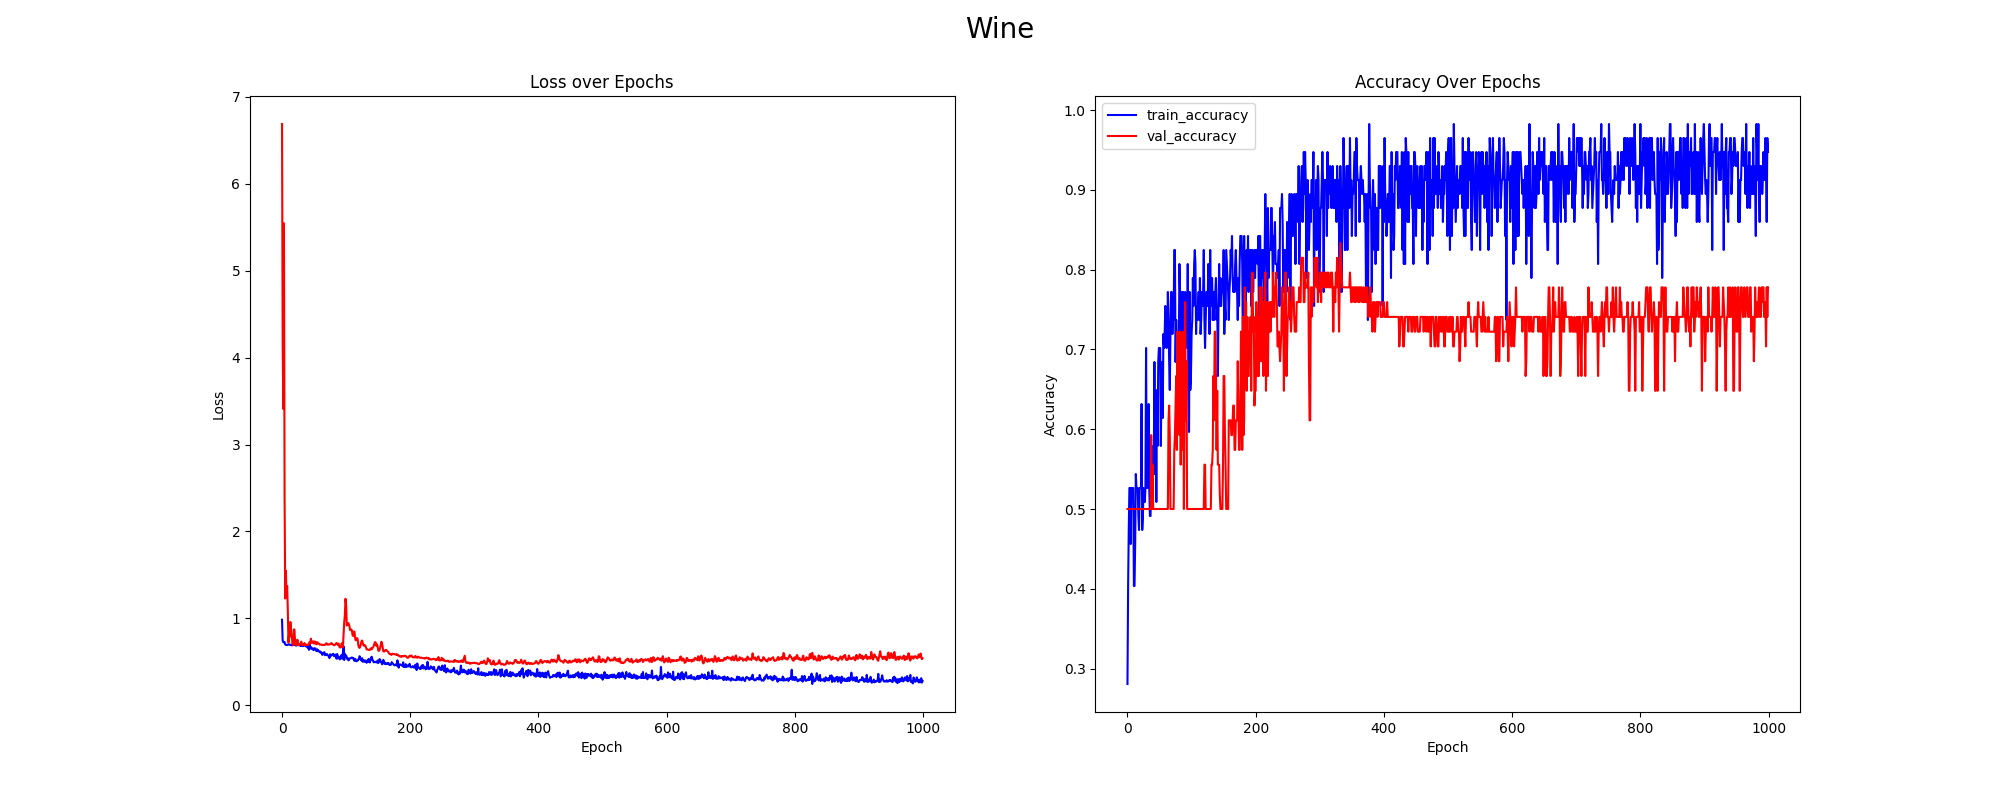 Wine
Loss over Epochs
7
6
5
4
3
2
1
0
Loss
0 200 400 600 800 1000
Epoch
Accuracy Over Epochs
train_accuracy
val_accuracy
1.0
0.9
0.8
0.7
0.6
0.5
0.4
0.3
Accuracy
0 200 400 600 800 1000
Epoch